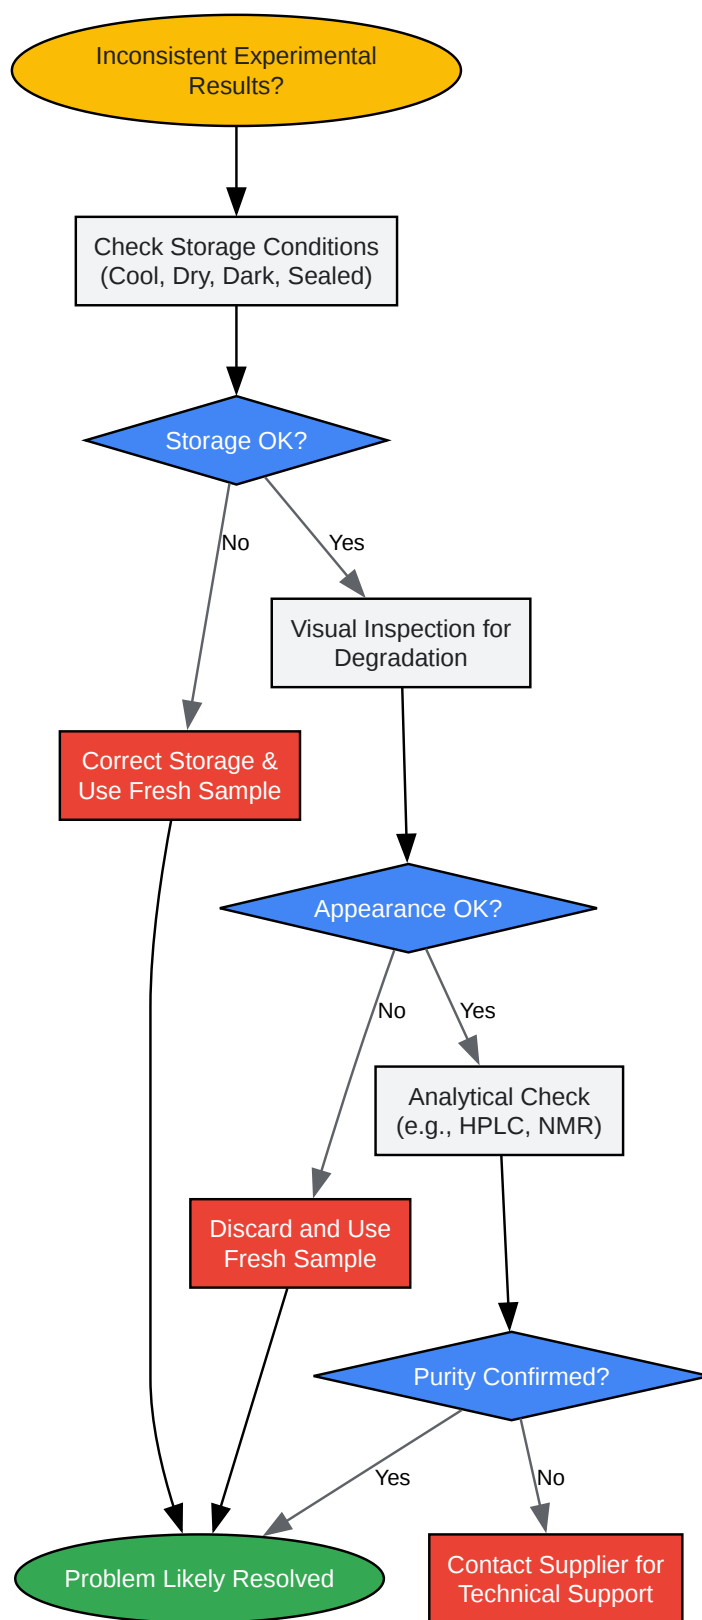 Inconsistent Experimental
Results?
Check Storage Conditions
(Cool, Dry, Dark, Sealed)
Storage OK?
No
Yes
Visual Inspection for
Degradation
Correct Storage &
Use Fresh Sample
Appearance OK?
No
Yes
Analytical Check
(e.g., HPLC, NMR)
Discard and Use
Fresh Sample
Purity Confirmed?
Yes
No
Problem Likely Resolved
Contact Supplier for
Technical Support